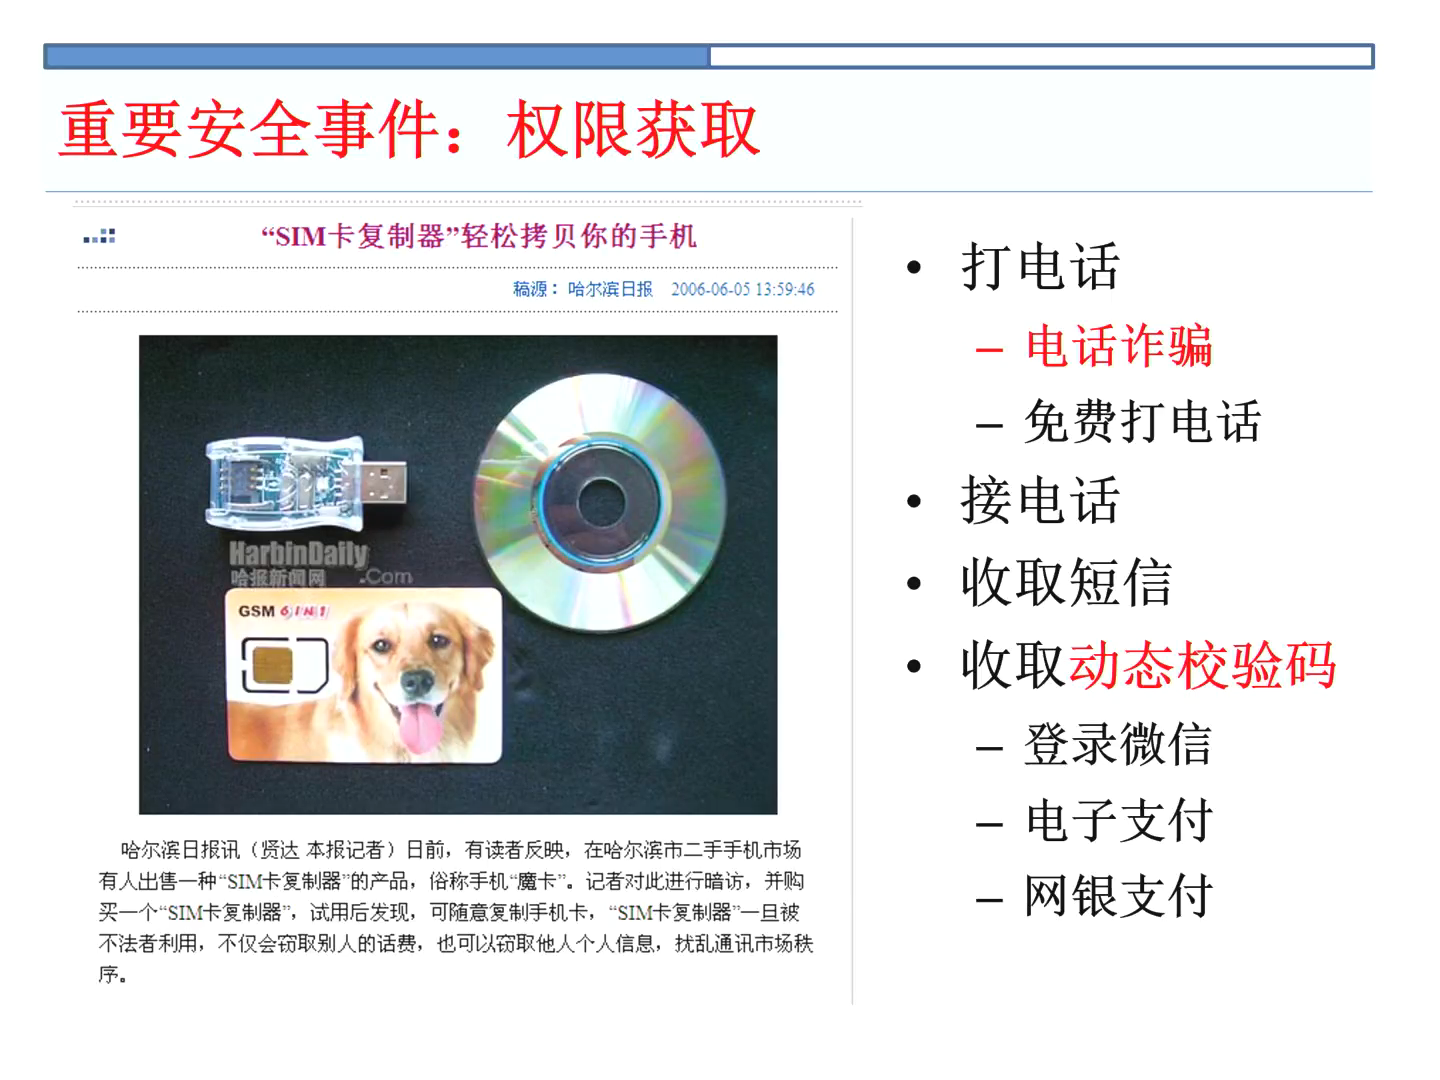 重要安全事件：权限获取
“SIM卡复制器”轻松拷贝你的手机
稿源： 哈尔滨日报 2006-06-05 13:59:46
HarbinDaily
哈报新闻网 .Com
GSM 6 IN 1
哈尔滨日报讯（贤达 本报记者）日前，有读者反映，在哈尔滨市二手手机市场
有人出售一种“SIM卡复制器”的产品，俗称手机“魔卡”。记者对此进行暗访，并购
买一个“SIM卡复制器”，试用后发现，可随意复制手机卡，“SIM卡复制器”一旦被
不法者利用，不仅会窃取别人的话费，也可以窃取他人个人信息，扰乱通讯市场秩
序。
• 打电话
– 电话诈骗
– 免费打电话
• 接电话
• 收取短信
• 收取动态校验码
– 登录微信
– 电子支付
– 网银支付